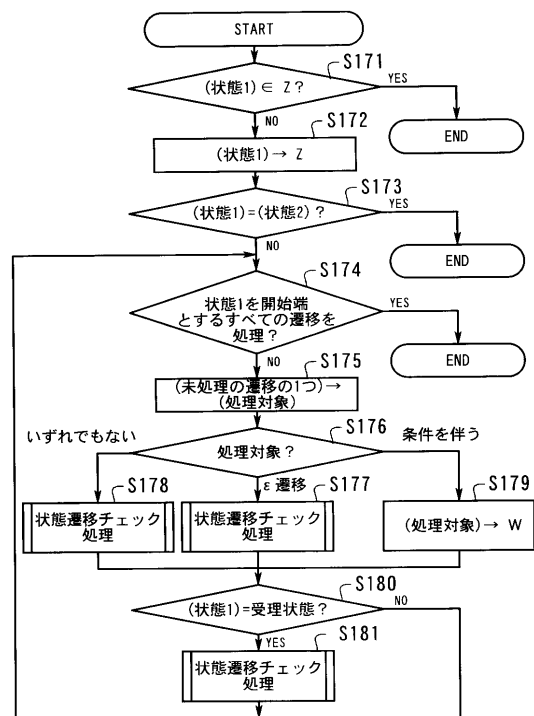 START
S171
(状態1) ∈ Z?
YES
NO
END
S172
(状態1)→ Z
S173
(状態1)=(状態2)?
YES
NO
END
S174
状態1を開始端
とするすべての遷移を
処理?
YES
NO
END
S175
(未処理の遷移の1つ)→
(処理対象)
S176
処理対象?
いずれでもない
条件を伴う
ε 遷移
S178
状態遷移チェック
処理
S177
状態遷移チェック
処理
S179
(処理対象)→ W
S180
(状態1)=受理状態?
NO
YES
S181
状態遷移チェック
処理